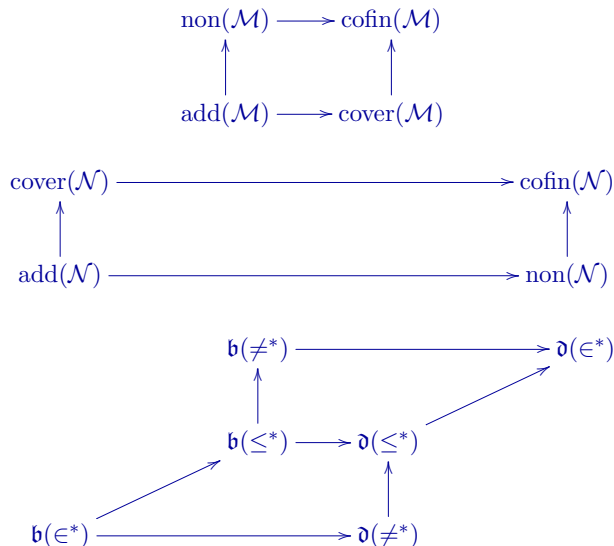 non(ℳ) cofin(ℳ)
add(ℳ) cover(ℳ)
cover(𝒩) cofin(𝒩)
add(𝒩) non(𝒩)
𝔟(≠*) 𝔡(∈*)
𝔟(≤*) 𝔡(≤*)
𝔟(∈*) 𝔡(≠*)